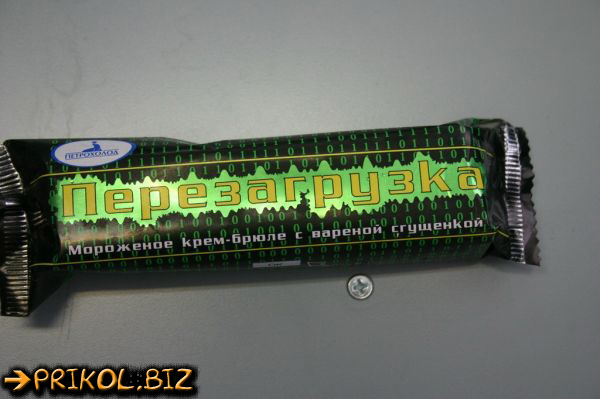 ПЕТРОХОЛОД
Перезагрузка
Мороженое крем-брюле с вареной сгущенкой
PRIKOL.BIZ